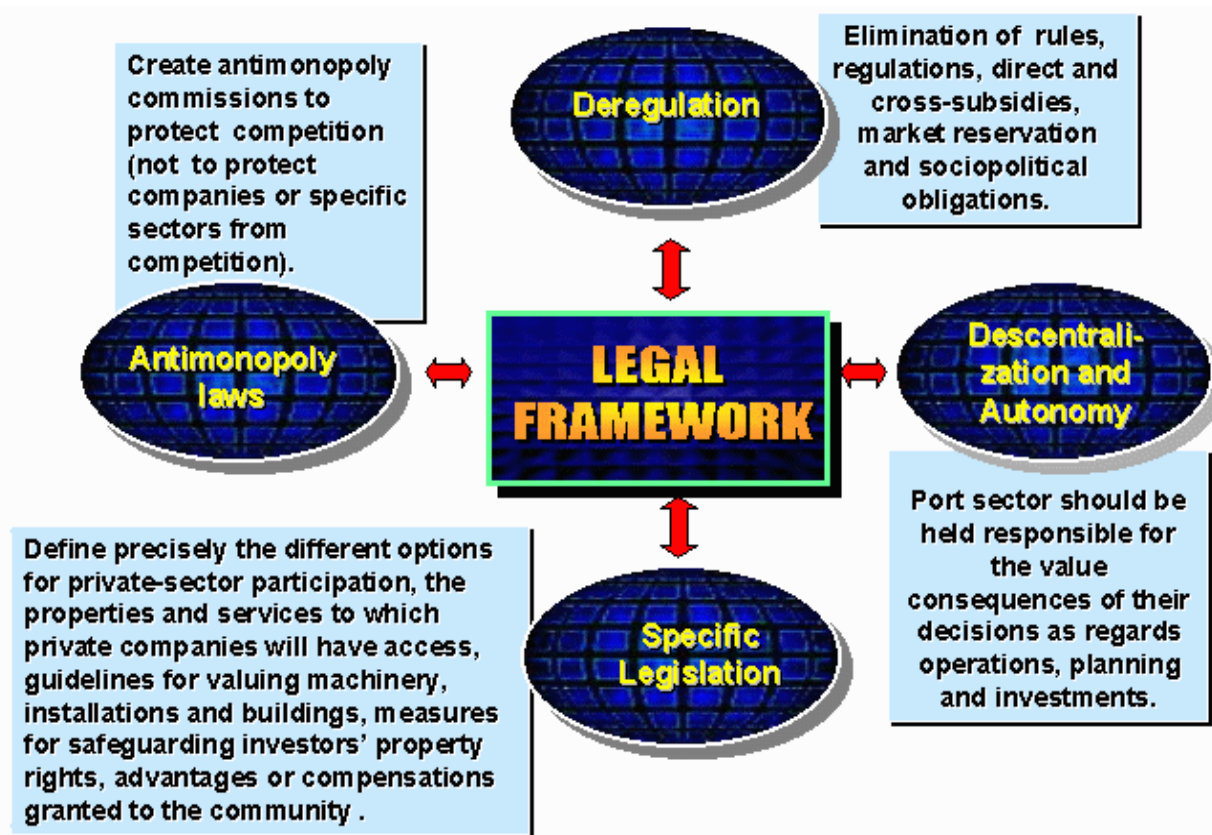 Create antimonopoly
commissions to
protect competition
(not to protect
companies or specific
sectors from
competition).
Deregulation
Elimination of rules,
regulations, direct and
cross-subsidies,
market reservation
and sociopolitical
obligations.
Antimonopoly
laws
LEGAL
FRAMEWORK
Descentrali-
zation and
Autonomy
Define precisely the different options
for private-sector participation, the
properties and services to which
private companies will have access,
guidelines for valuing machinery,
installations and buildings, measures
for safeguarding investors’ property
rights, advantages or compensations
granted to the community .
Specific
Legislation
Port sector should be
held responsible for
the value
consequences of their
decisions as regards
operations, planning
and investments.